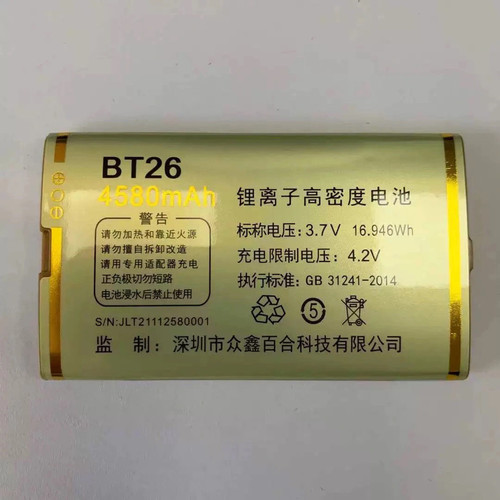 BT26
4580mAh
锂离子高密度电池
警告
请勿加热和靠近火源
请勿擅自拆卸改造
请用专用适配器充电
正负极切勿短路
电池浸水后禁止使用
标称电压：3.7V 16.946Wh
充电限制电压：4.2V
执行标准：GB 31241-2014
5
S/N:JLT21112580001
监 制：深圳市众鑫百合科技有限公司